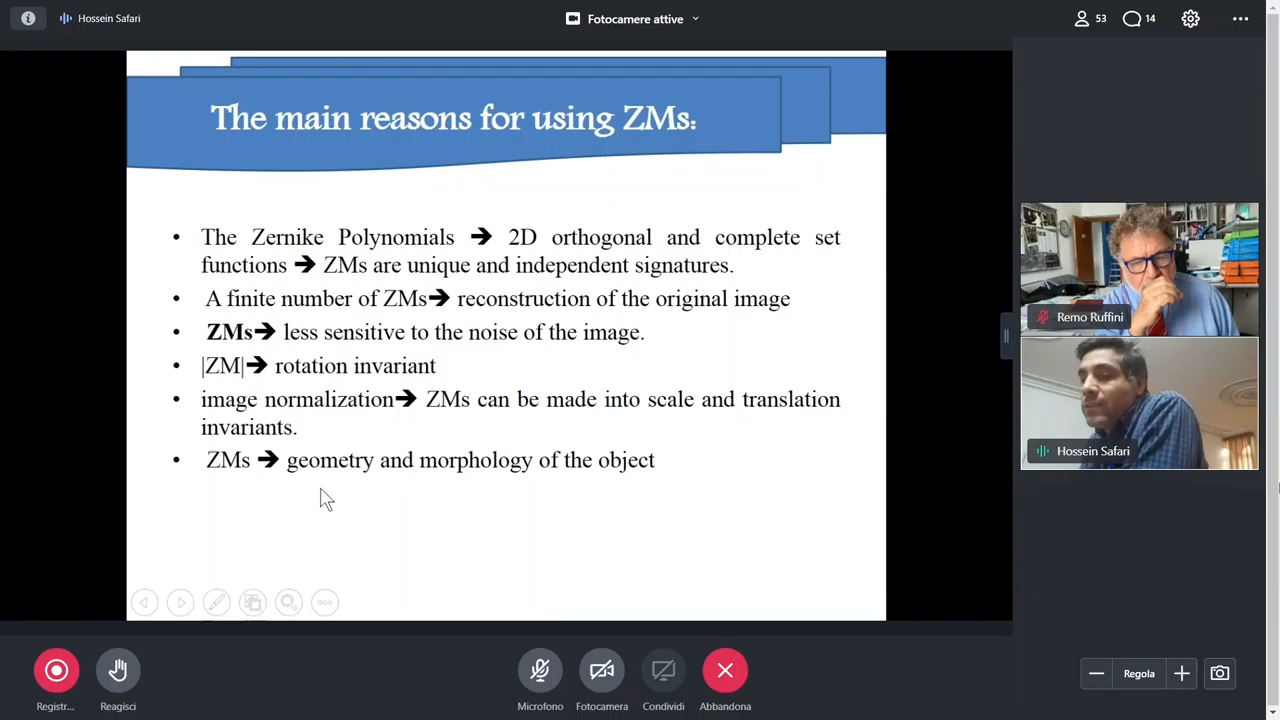 Hossein Safari
Fotocamere attive
53
14
The main reasons for using ZMs:
• The Zernike Polynomials ➔ 2D orthogonal and complete set
functions ➔ ZMs are unique and independent signatures.
• A finite number of ZMs➔ reconstruction of the original image
• ZMs➔ less sensitive to the noise of the image.
• |ZM|➔ rotation invariant
• image normalization➔ ZMs can be made into scale and translation
invariants.
• ZMs ➔ geometry and morphology of the object
Remo Ruffini
Hossein Safari
Registr...
Reagisci
Microfono
Fotocamera
Condividi
Abbandona
Regola